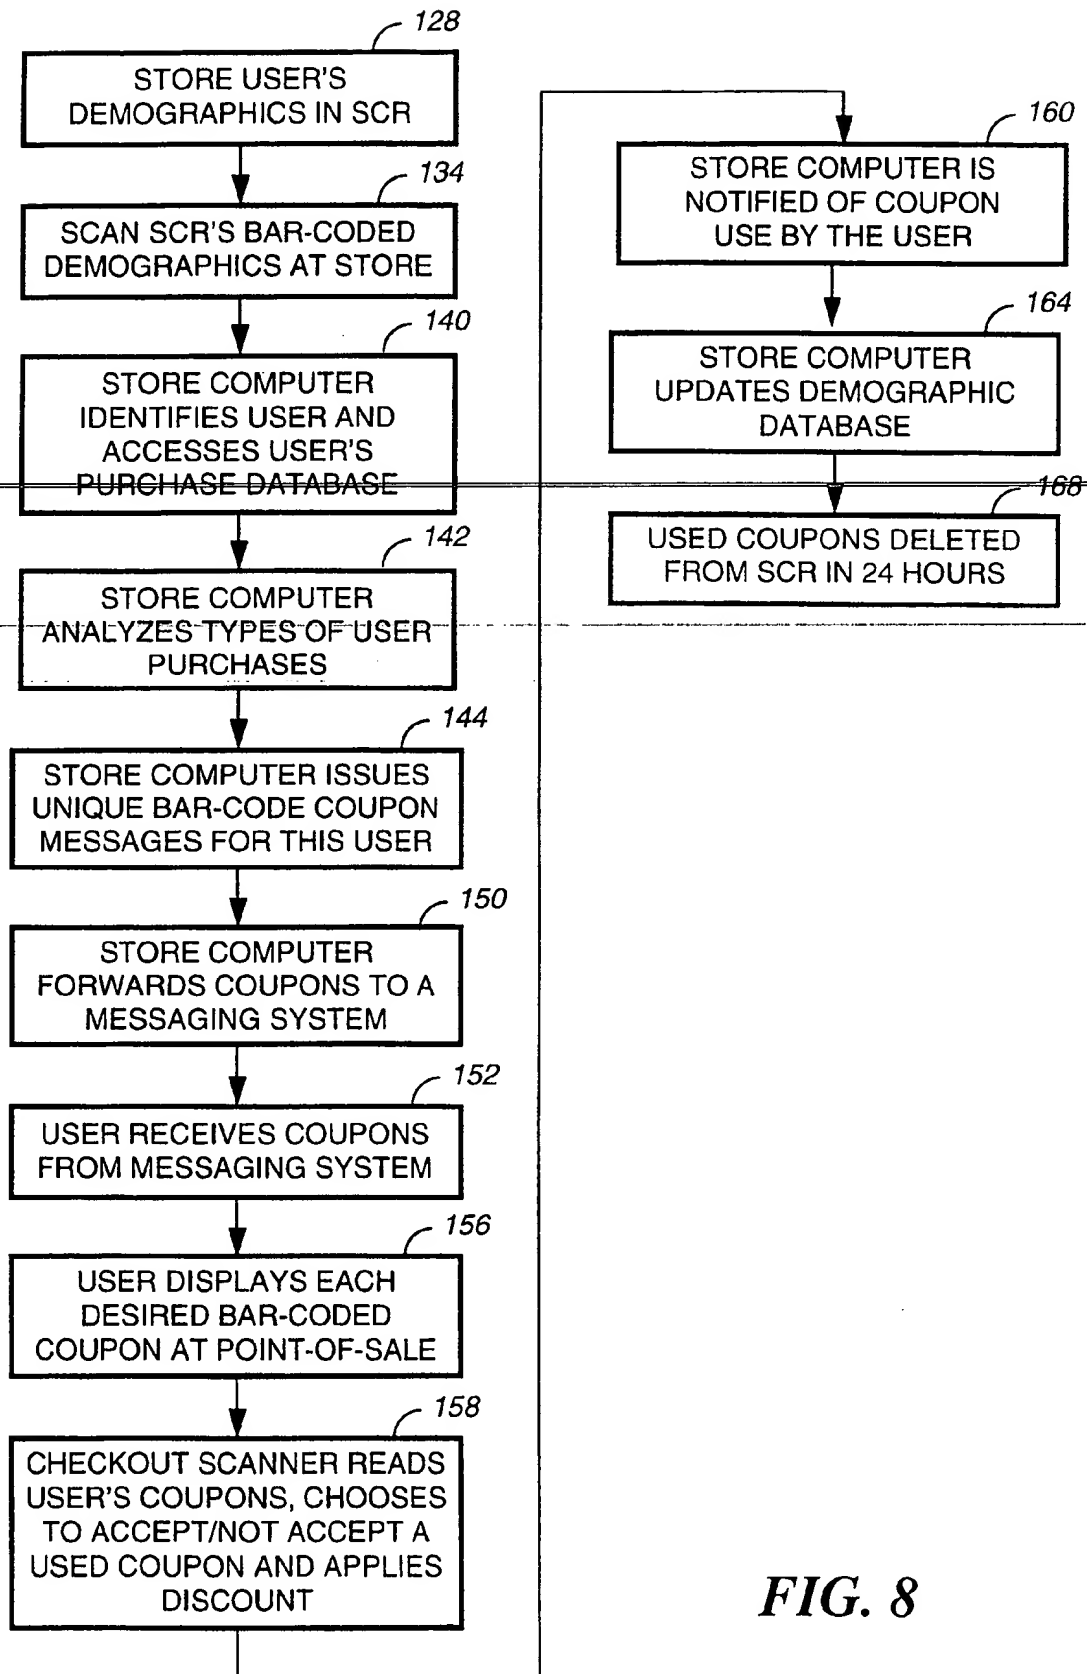 128
STORE USER'S
DEMOGRAPHICS IN SCR
134
SCAN SCR'S BAR-CODED
DEMOGRAPHICS AT STORE
140
STORE COMPUTER
IDENTIFIES USER AND
ACCESSES USER'S
PURCHASE DATABASE
142
STORE COMPUTER
ANALYZES TYPES OF USER
PURCHASES
144
STORE COMPUTER ISSUES
UNIQUE BAR-CODE COUPON
MESSAGES FOR THIS USER
150
STORE COMPUTER
FORWARDS COUPONS TO A
MESSAGING SYSTEM
152
USER RECEIVES COUPONS
FROM MESSAGING SYSTEM
156
USER DISPLAYS EACH
DESIRED BAR-CODED
COUPON AT POINT-OF-SALE
158
CHECKOUT SCANNER READS
USER'S COUPONS, CHOOSES
TO ACCEPT/NOT ACCEPT A
USED COUPON AND APPLIES
DISCOUNT
160
STORE COMPUTER IS
NOTIFIED OF COUPON
USE BY THE USER
164
STORE COMPUTER
UPDATES DEMOGRAPHIC
DATABASE
168
USED COUPONS DELETED
FROM SCR IN 24 HOURS
FIG. 8